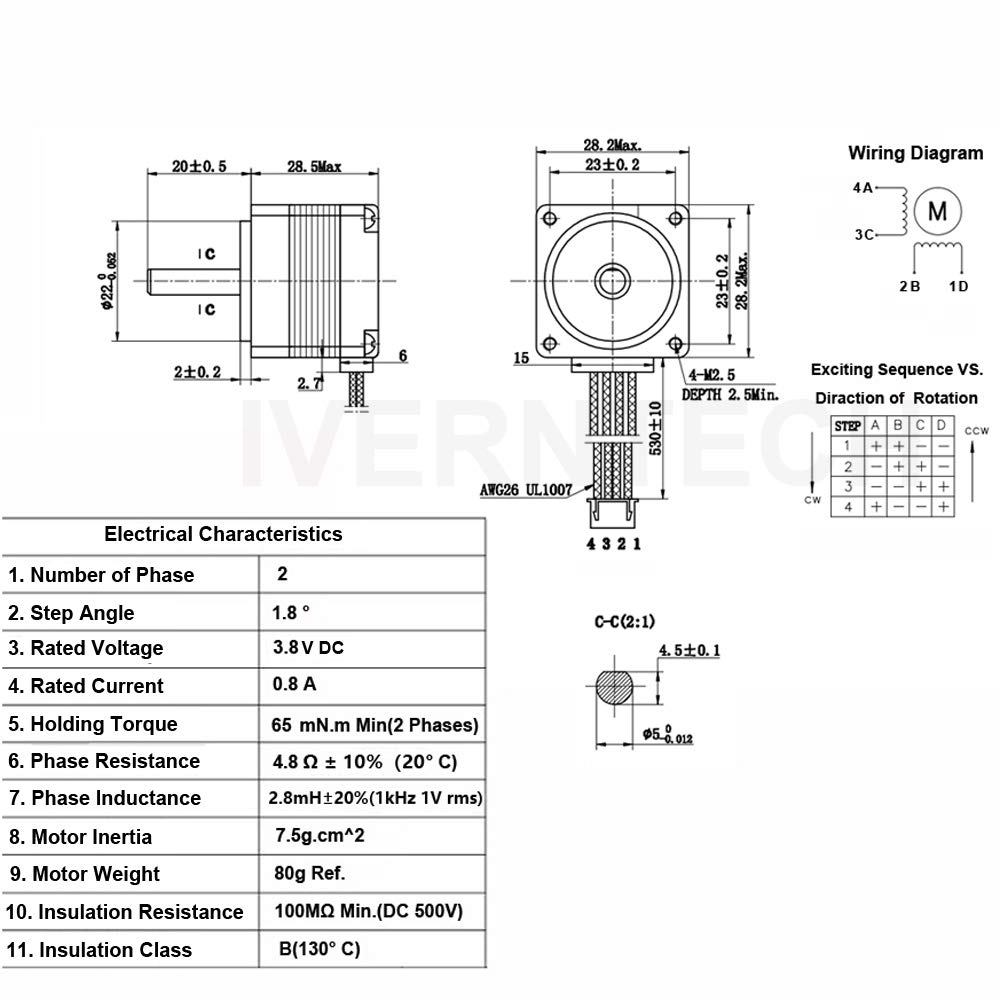 20±0.5
28.5Max
C
C
ϕ22 0 -0.052
2±0.2
2.7
6
28.2Max.
23±0.2
23±0.2
28.2Max.
15
4-M2.5
DEPTH 2.5Min.
530±10
AWG26 UL1007
4 3 2 1
Wiring Diagram
4A
3C
M
2B 1D
Exciting Sequence VS.
Diraction of Rotation
STEP A B C D
1 + + − −
2 − + + −
3 − − + +
4 + − − +
CW
CCW
IVERNTECH
C-C(2:1)
4.5±0.1
ϕ5 0 -0.012
Electrical Characteristics
1. Number of Phase 2
2. Step Angle 1.8 °
3. Rated Voltage 3.8V DC
4. Rated Current 0.8 A
5. Holding Torque 65 mN.m Min(2 Phases)
6. Phase Resistance 4.8 Ω ± 10% (20° C)
7. Phase Inductance 2.8mH±20%(1kHz 1V rms)
8. Motor Inertia 7.5g.cm^2
9. Motor Weight 80g Ref.
10. Insulation Resistance 100MΩ Min.(DC 500V)
11. Insulation Class B(130° C)